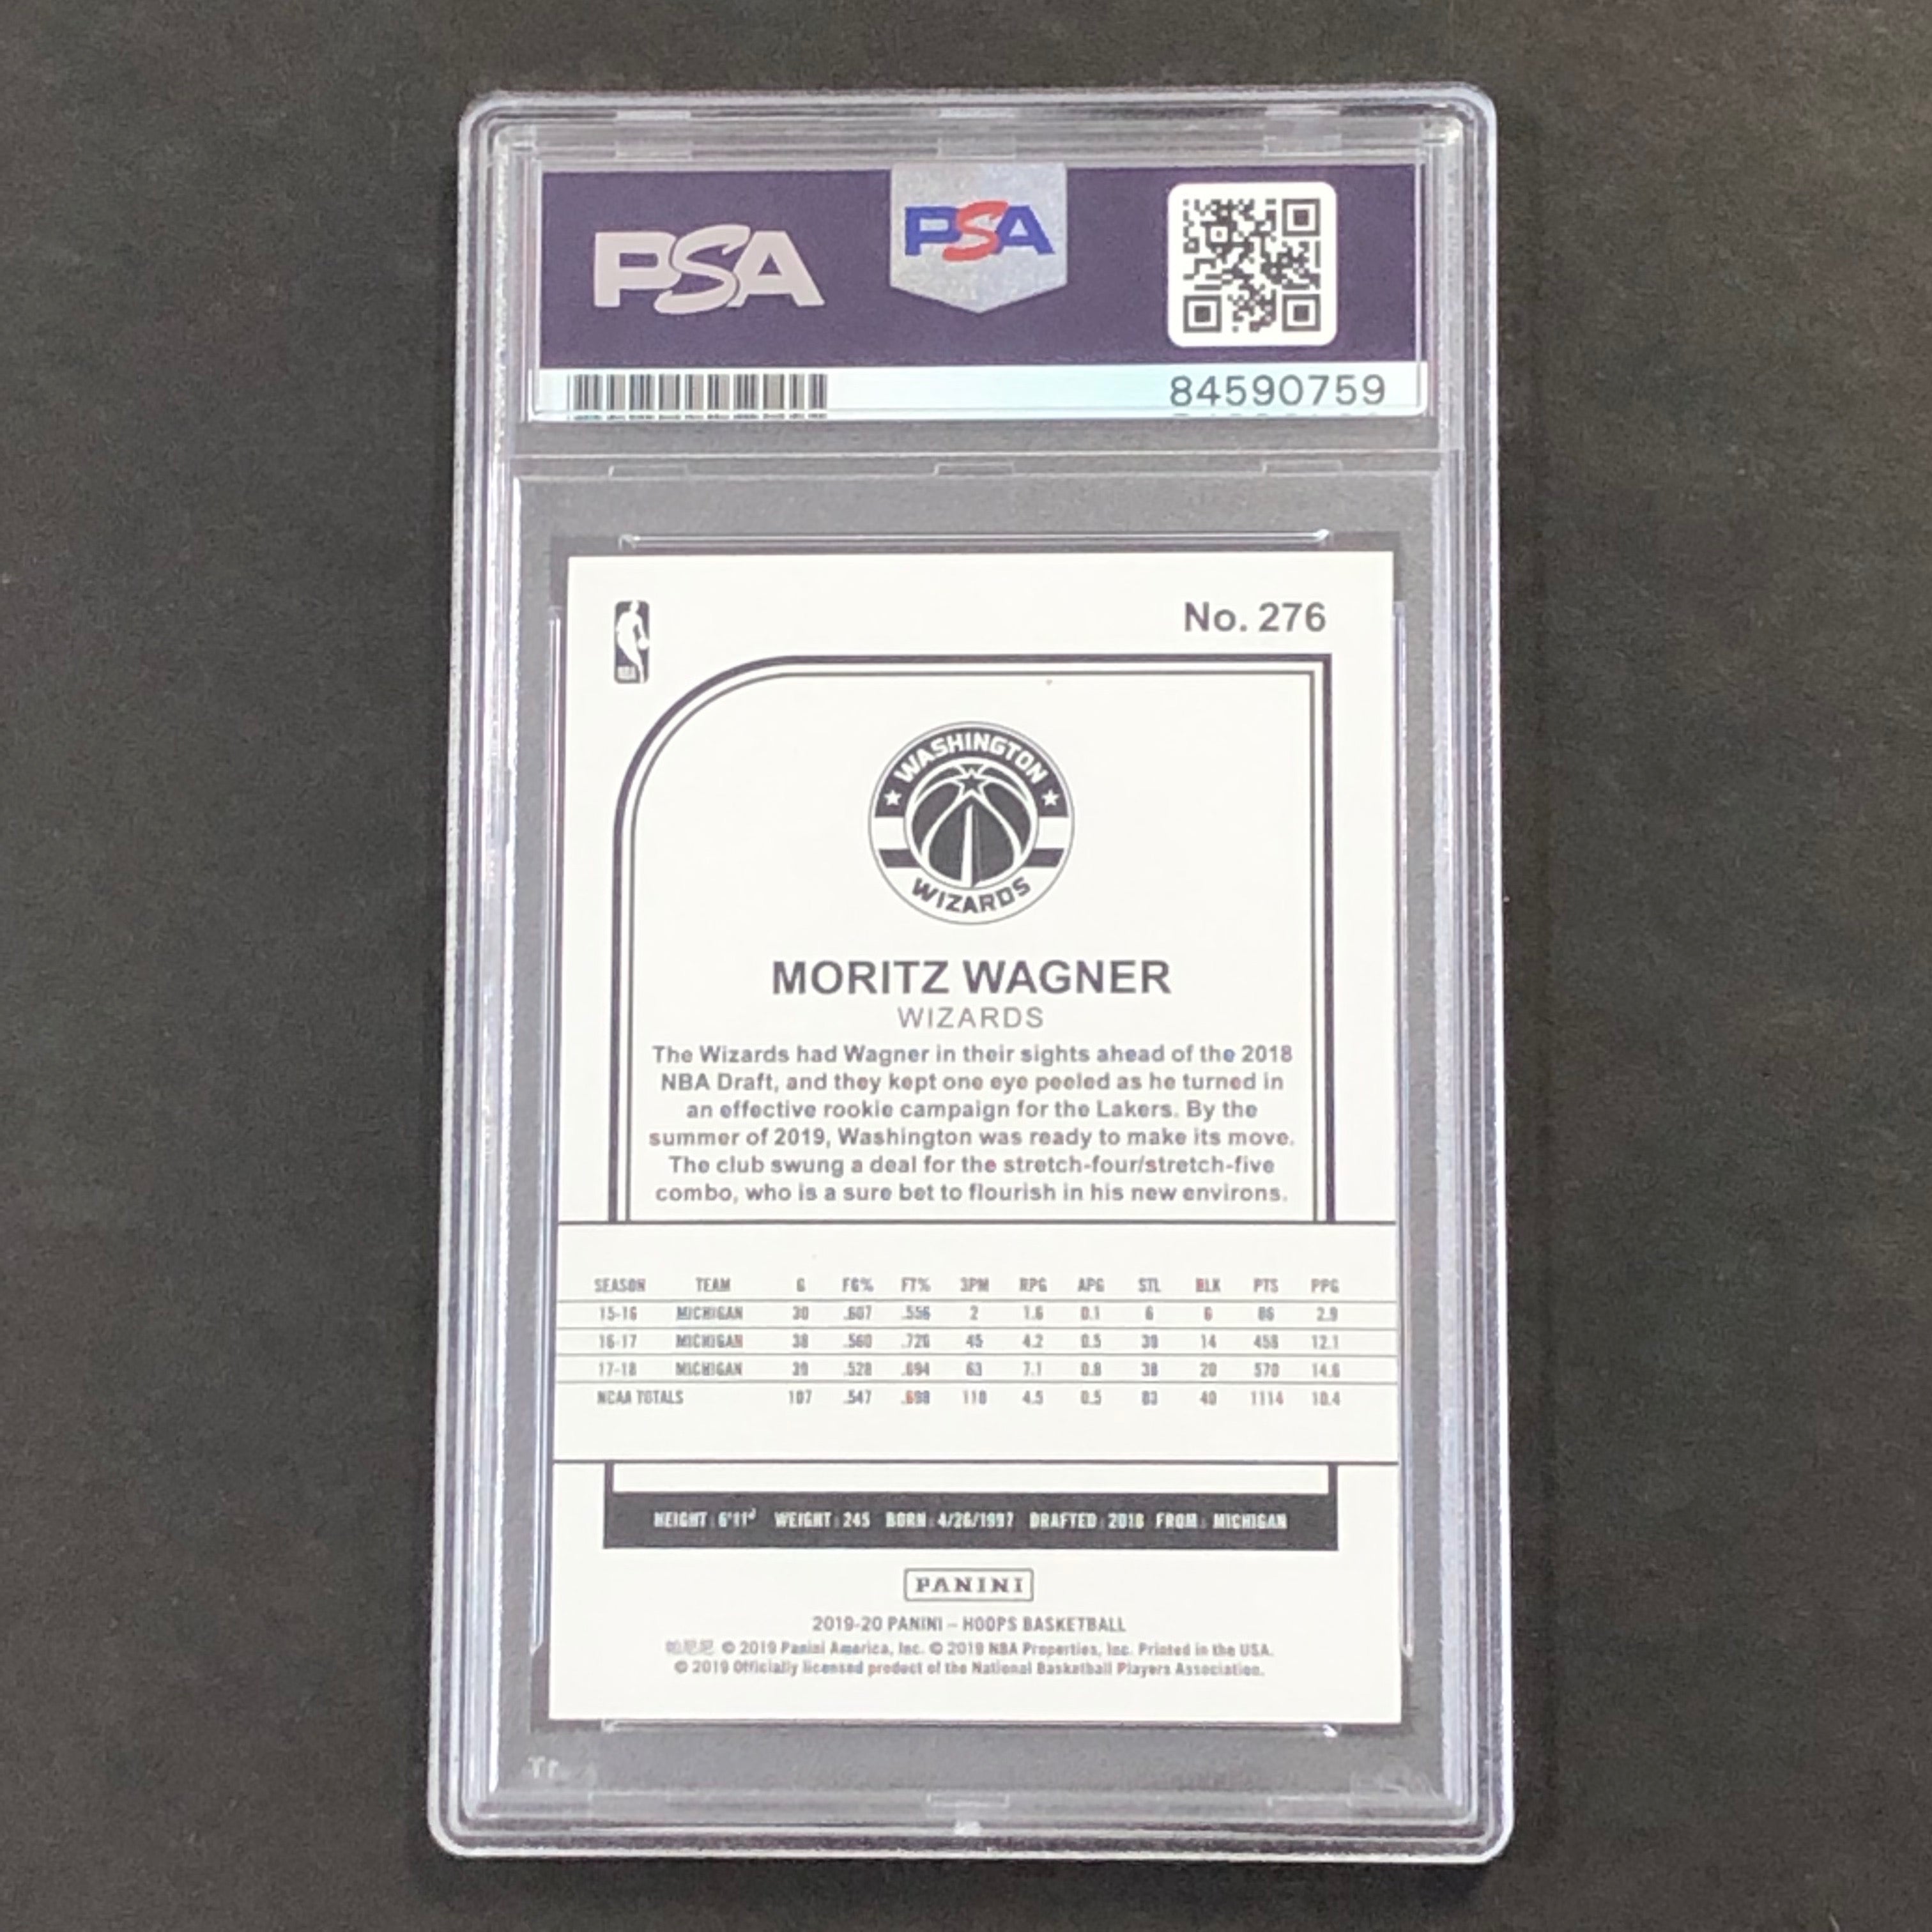 PSA
PSA
84590759
No. 276
NBA
WASHINGTON
WIZARDS
MORITZ WAGNER
WIZARDS
The Wizards had Wagner in their sights ahead of the 2018
NBA Draft, and they kept one eye peeled as he turned in
an effective rookie campaign for the Lakers. By the
summer of 2019, Washington was ready to make its move.
The club swung a deal for the stretch-four/stretch-five
combo, who is a sure bet to flourish in his new environs.
SEASON TEAM G FG% FT% 3PM RPG APG STL BLK PTS PPG
15-16 MICHIGAN 30 .607 .556 2 1.6 0.1 6 6 86 2.9
16-17 MICHIGAN 38 .560 45 4.2 0.5 39 14 12.1
17-18 MICHIGAN 39 .528 .694 63 7.1 0.8 38 20 570 14.6
NCAA TOTALS 107 .547 110 4.5 0.5 83 40 1114 10.4
HEIGHT: 6'11" WEIGHT: 245 BORN: 4/26/1997 DRAFTED: 2018 FROM: MICHIGAN
PANINI
2019-20 PANINI – HOOPS BASKETBALL
帕尼尼 © 2019 Panini America, Inc. © 2019 NBA Properties, Inc. Printed in the USA.
© 2019 Officially licensed product of the National Basketball Players Association.